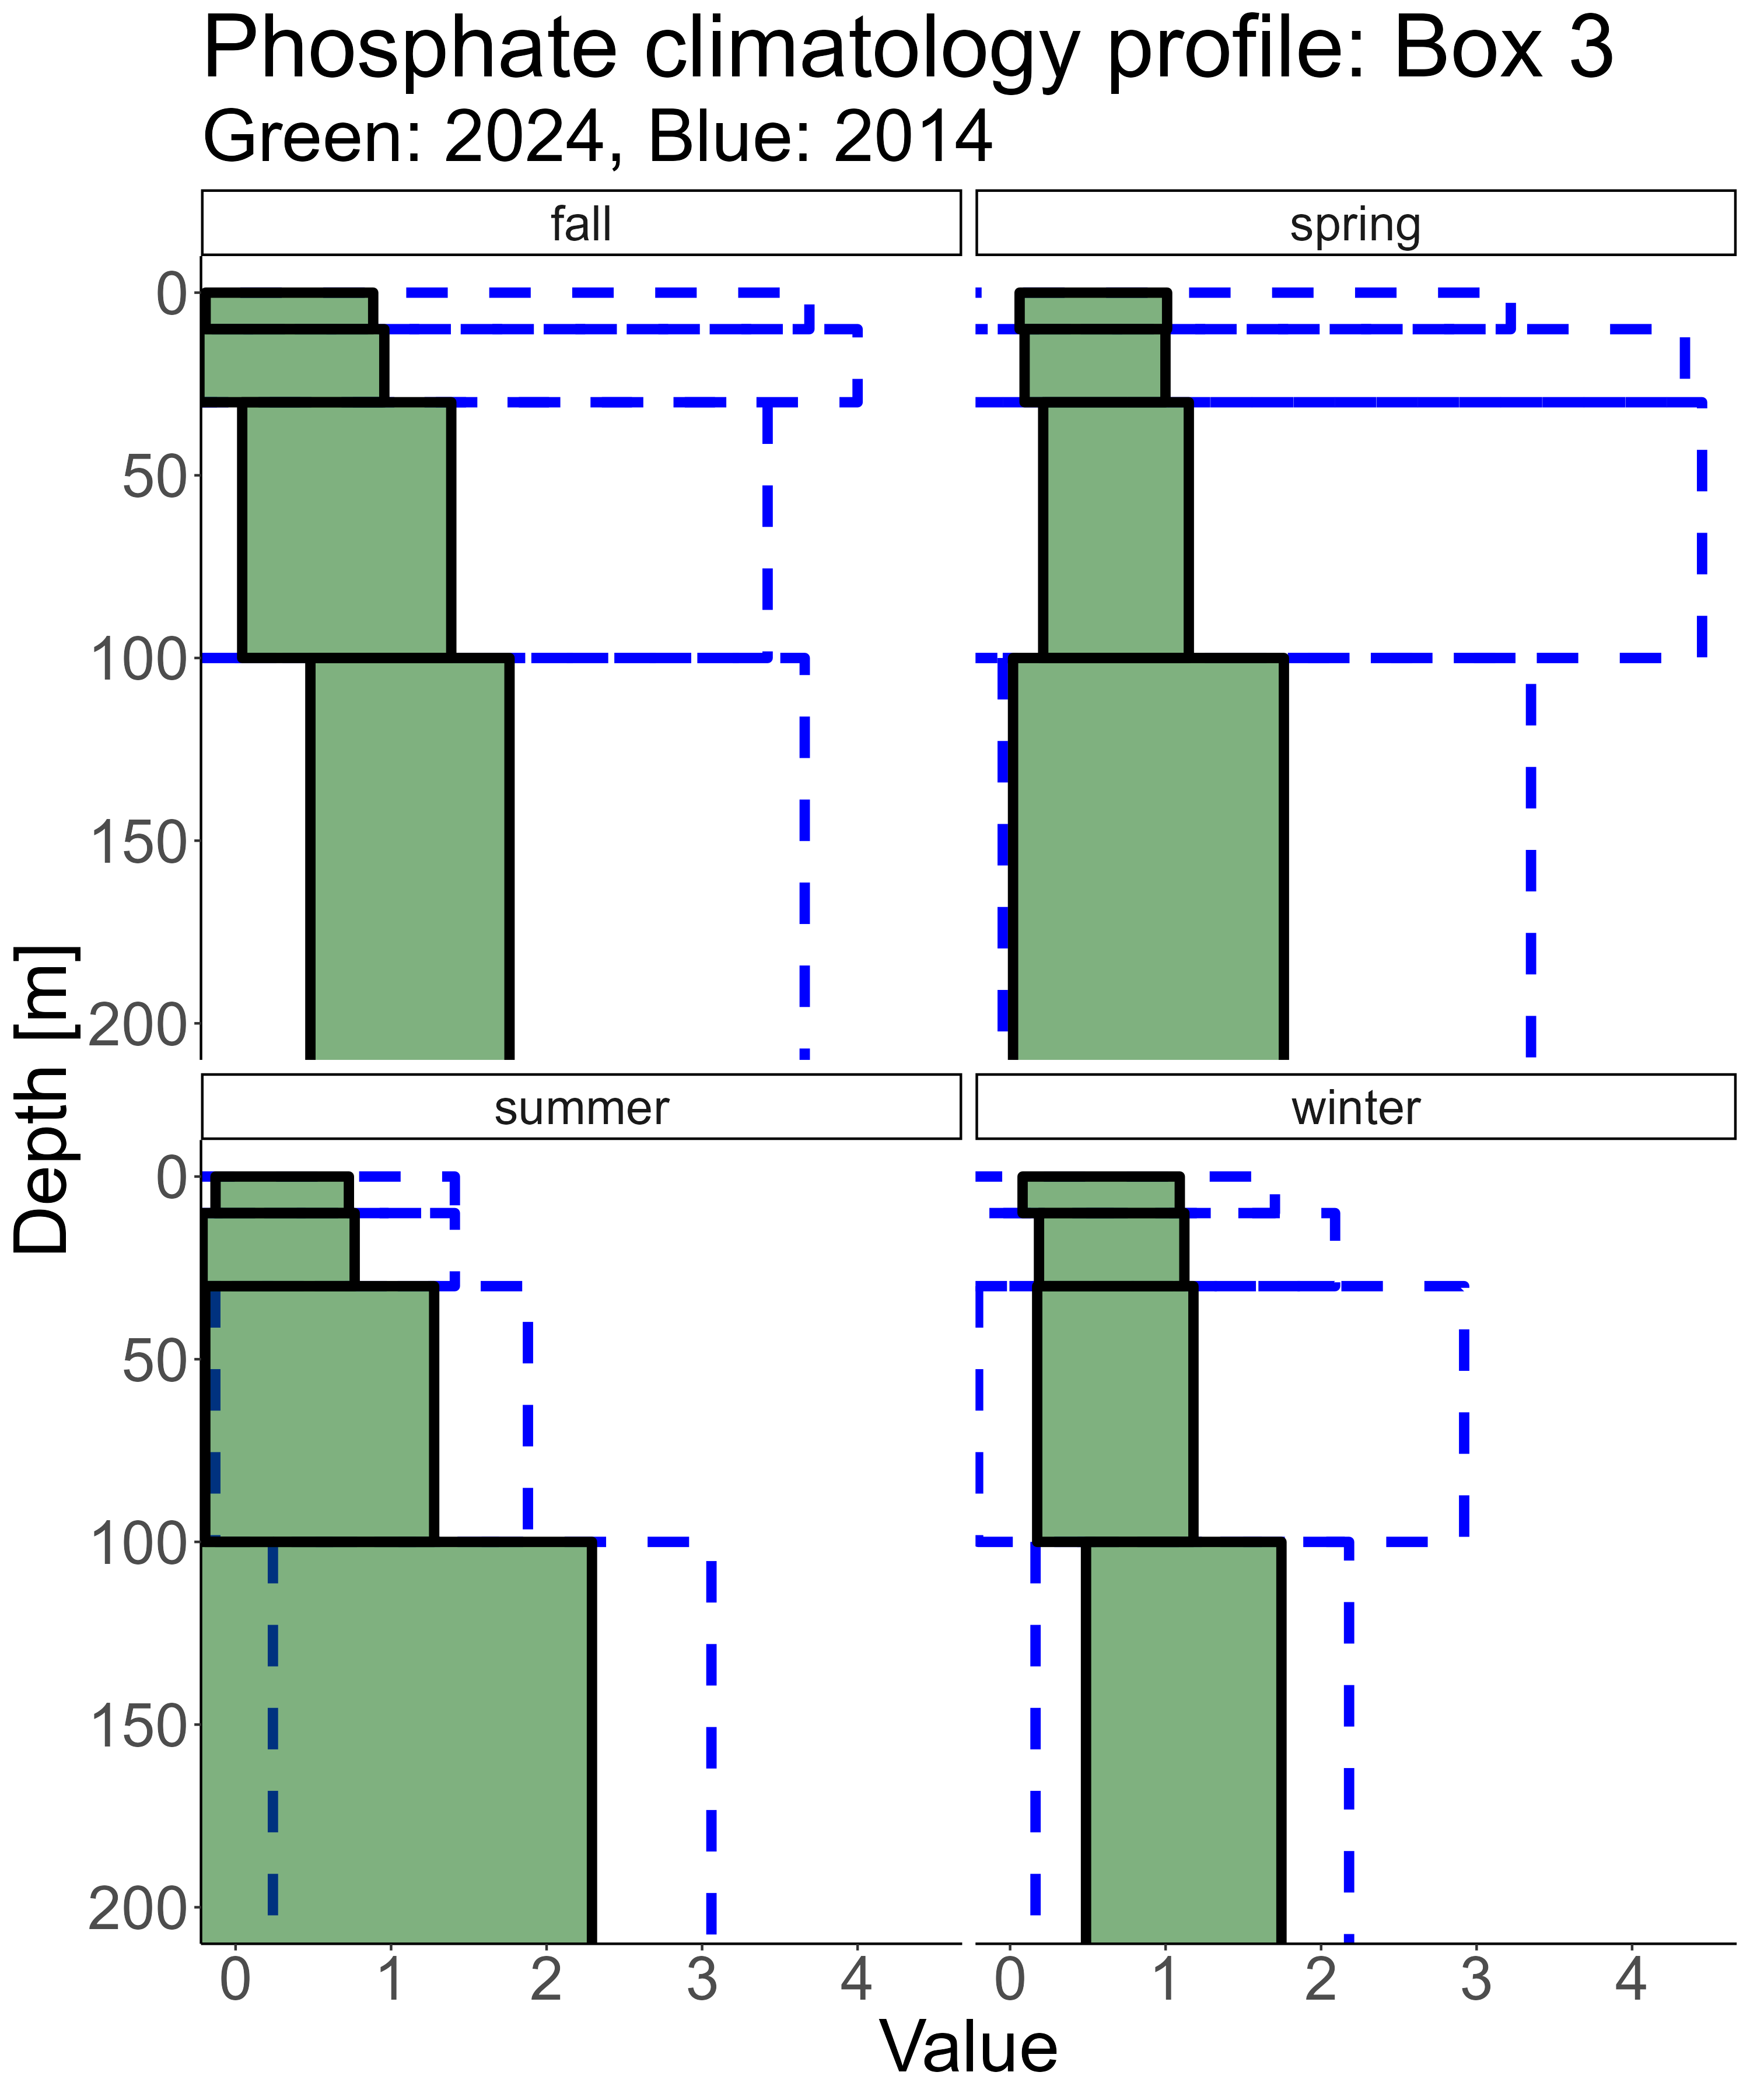 Phosphate climatology profile: Box 3
Green: 2024, Blue: 2014
fall
spring
0
50
100
150
200
summer
winter
0
50
100
150
200
Depth [m]
0 1 2 3 4
0 1 2 3 4
Value